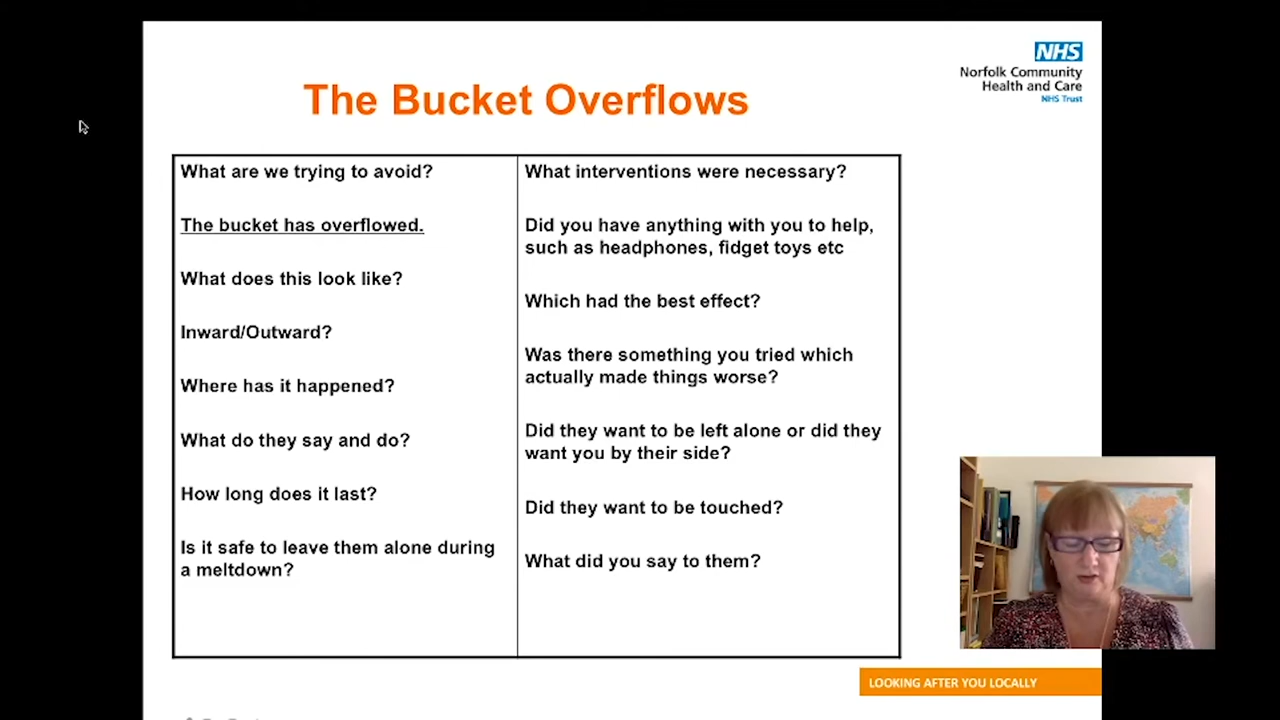 NHS
Norfolk Community
Health and Care
NHS Trust
The Bucket Overflows
What are we trying to avoid?
The bucket has overflowed.
What does this look like?
Inward/Outward?
Where has it happened?
What do they say and do?
How long does it last?
Is it safe to leave them alone during
a meltdown?
What interventions were necessary?
Did you have anything with you to help,
such as headphones, fidget toys etc
Which had the best effect?
Was there something you tried which
actually made things worse?
Did they want to be left alone or did they
want you by their side?
Did they want to be touched?
What did you say to them?
LOOKING AFTER YOU LOCALLY